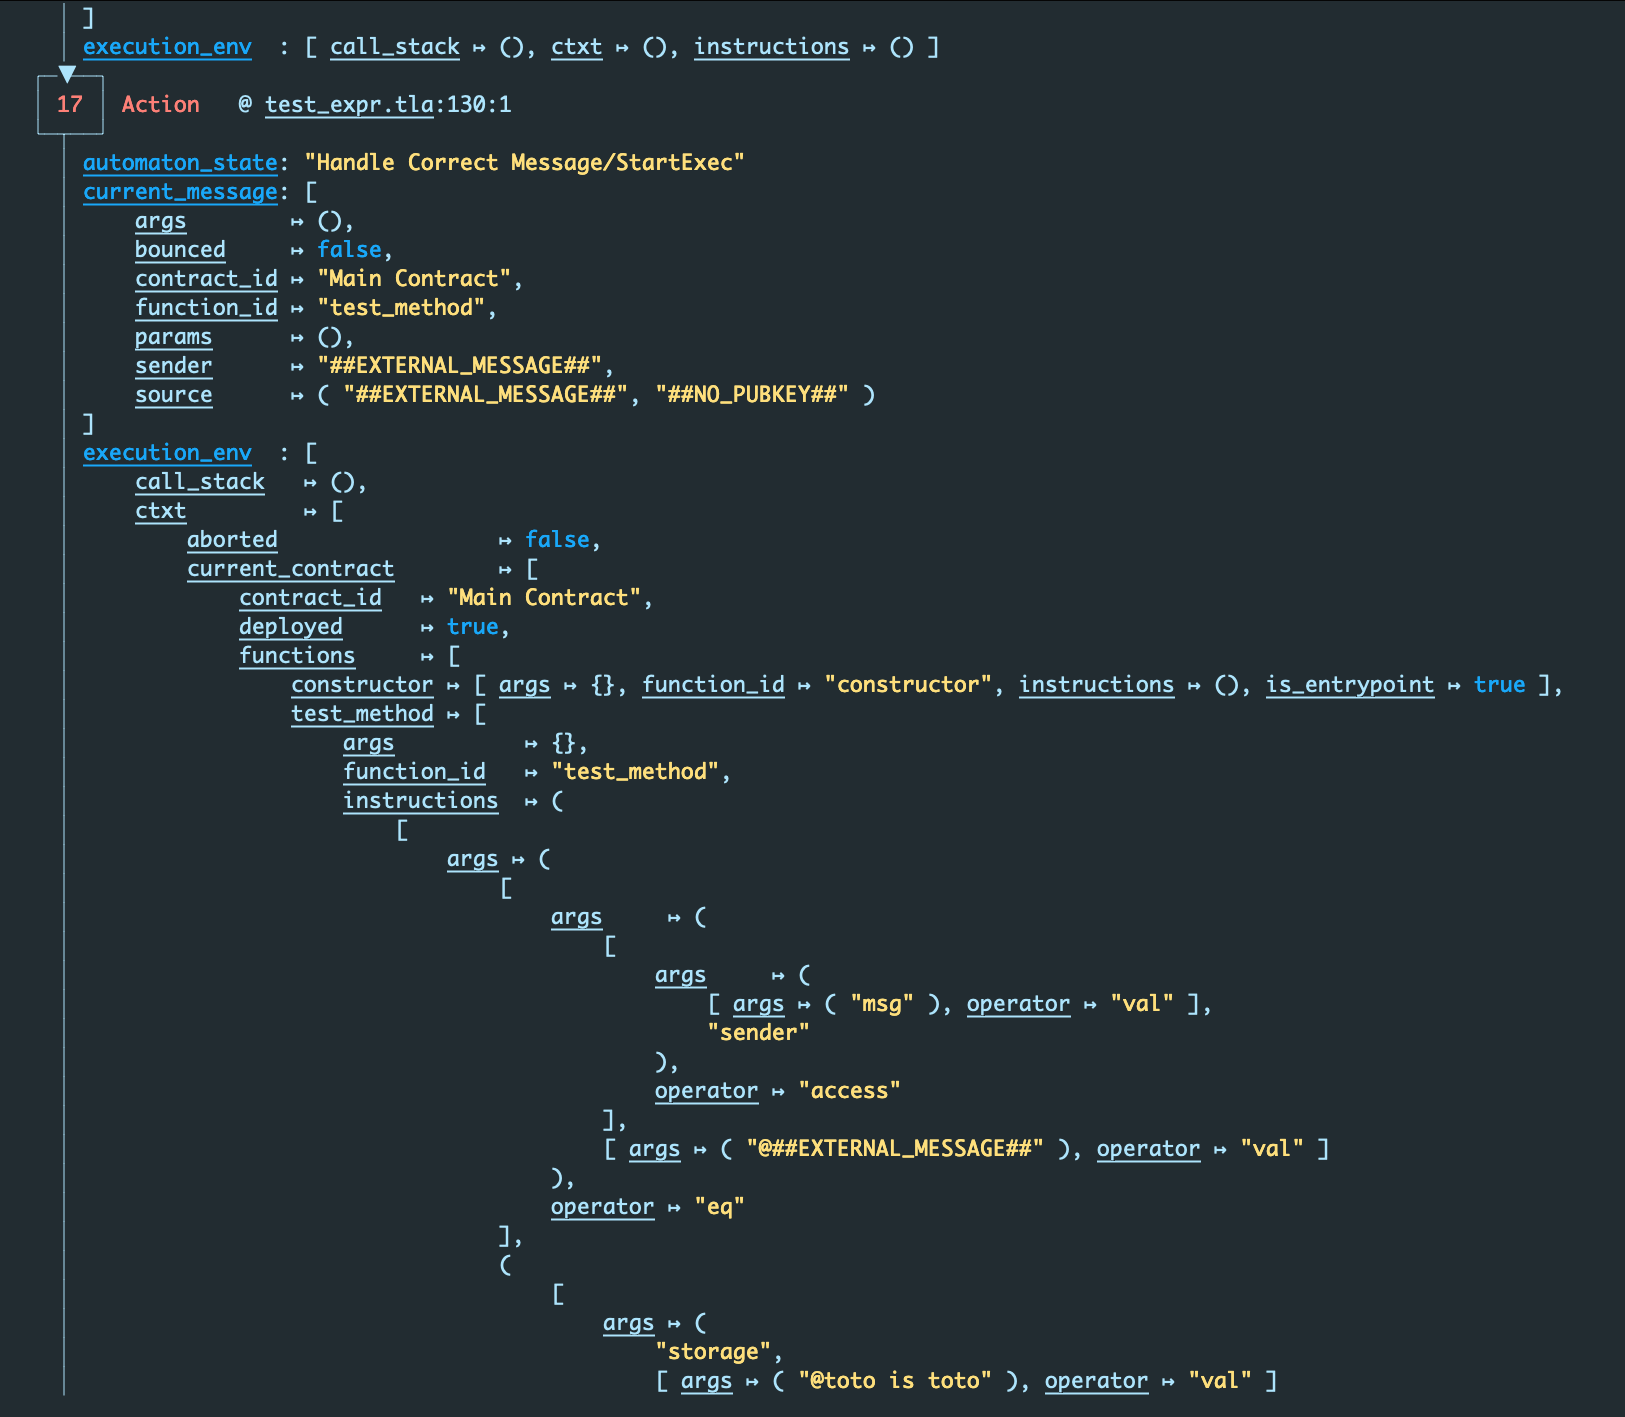 ]
execution_env  : [ call_stack ↦ (), ctxt ↦ (), instructions ↦ () ]
17 Action   @ test_expr.tla:130:1
automaton_state: "Handle Correct Message/StartExec"
current_message: [
    args        ↦ (),
    bounced     ↦ false,
    contract_id ↦ "Main Contract",
    function_id ↦ "test_method",
    params      ↦ (),
    sender      ↦ "##EXTERNAL_MESSAGE##",
    source      ↦ ( "##EXTERNAL_MESSAGE##", "##NO_PUBKEY##" )
]
execution_env  : [
    call_stack   ↦ (),
    ctxt         ↦ [
        aborted                 ↦ false,
        current_contract        ↦ [
            contract_id   ↦ "Main Contract",
            deployed      ↦ true,
            functions     ↦ [
                constructor ↦ [ args ↦ {}, function_id ↦ "constructor", instructions ↦ (), is_entrypoint ↦ true ],
                test_method ↦ [
                    args          ↦ {},
                    function_id   ↦ "test_method",
                    instructions  ↦ (
                        [
                            args ↦ (
                                [
                                    args     ↦ (
                                        [
                                            args     ↦ (
                                                [ args ↦ ( "msg" ), operator ↦ "val" ],
                                                "sender"
                                            ),
                                            operator ↦ "access"
                                        ],
                                        [ args ↦ ( "@##EXTERNAL_MESSAGE##" ), operator ↦ "val" ]
                                    ),
                                    operator ↦ "eq"
                                ],
                                (
                                    [
                                        args ↦ (
                                            "storage",
                                            [ args ↦ ( "@toto is toto" ), operator ↦ "val" ]